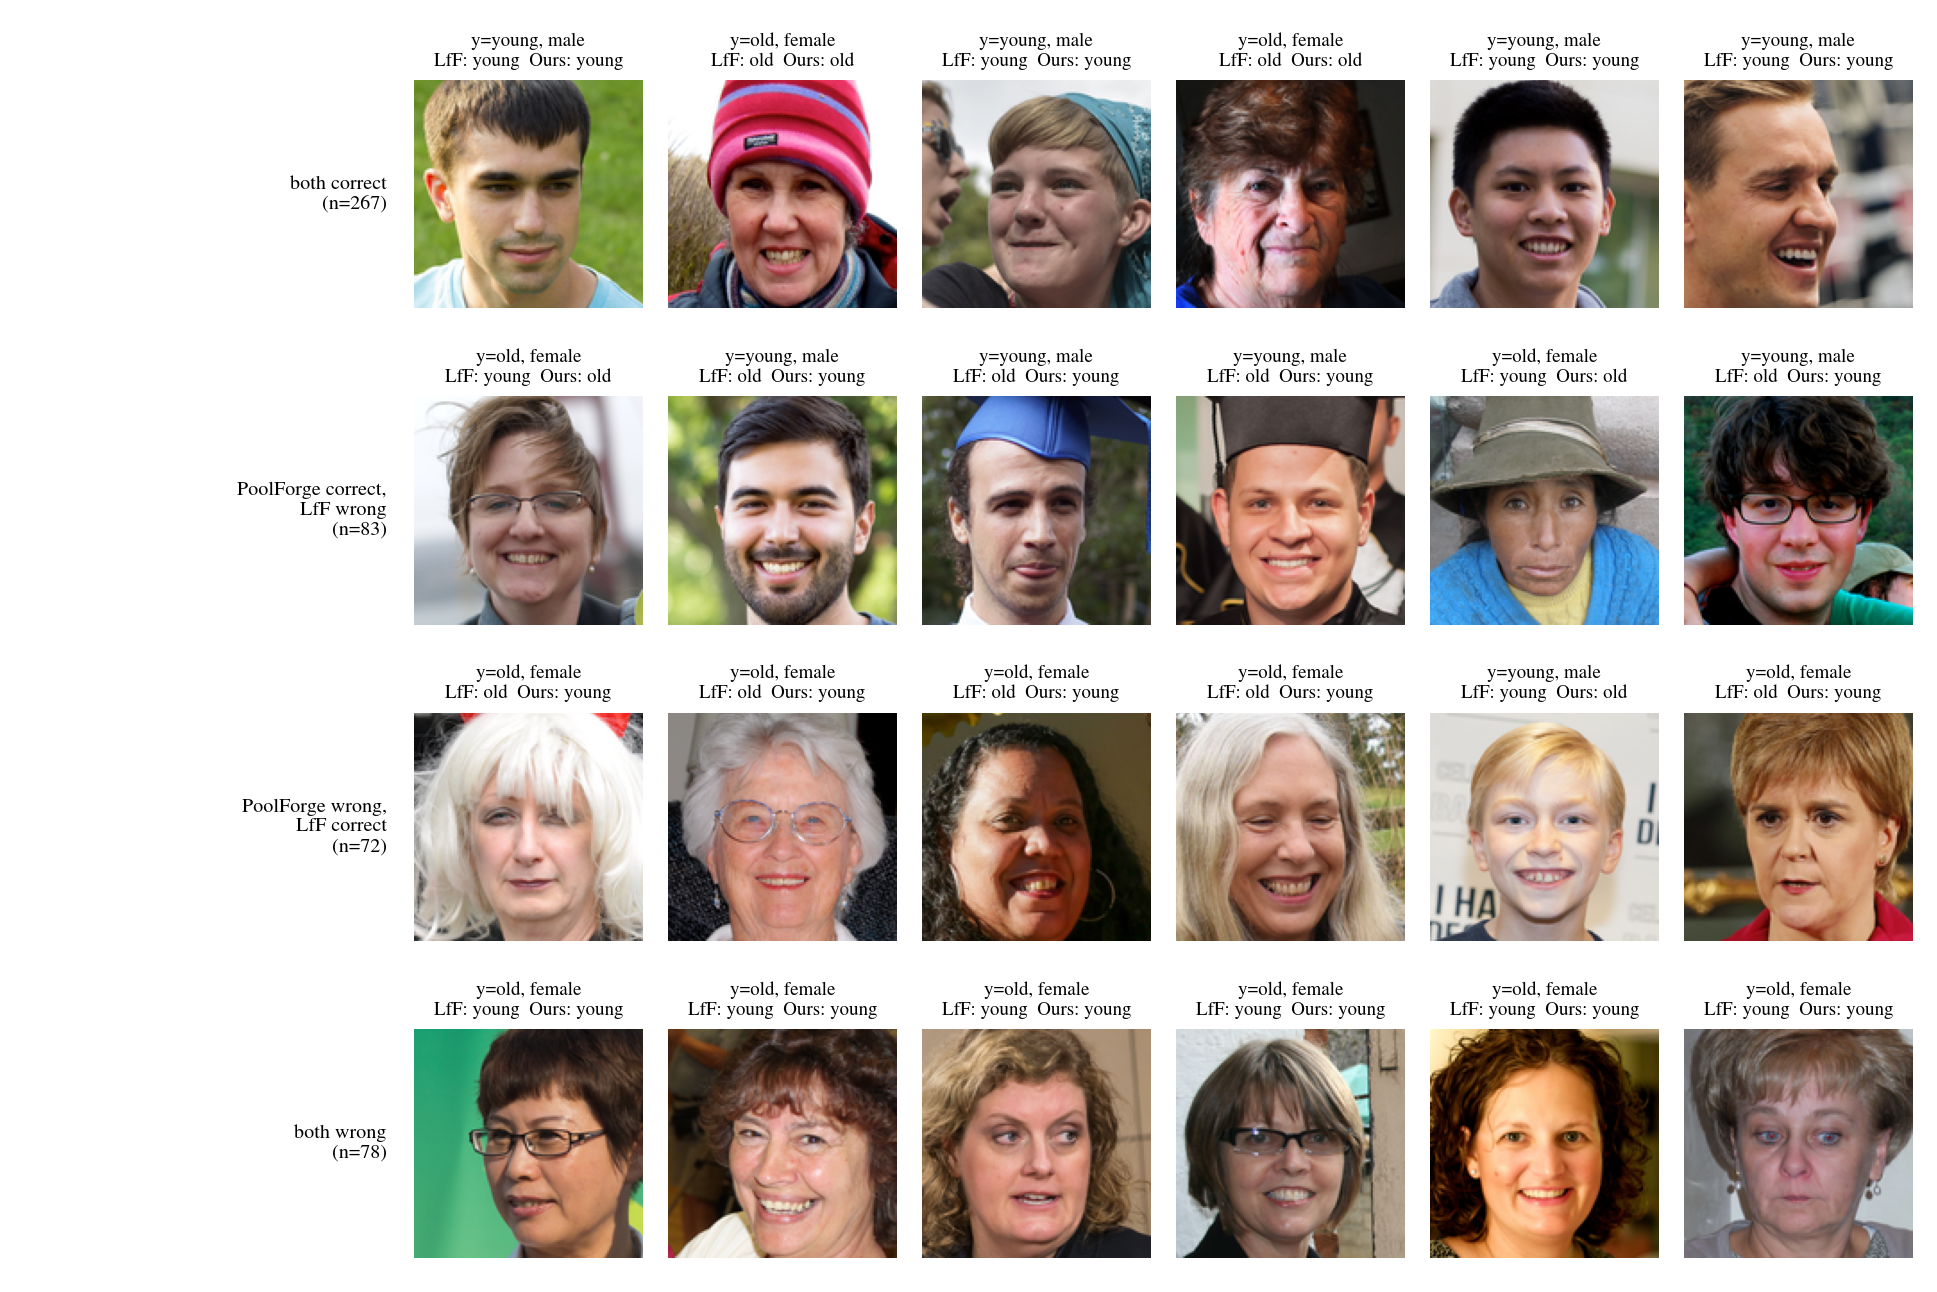 y=young, male
LfF: young  Ours: young
y=old, female
LfF: old  Ours: old
y=young, male
LfF: young  Ours: young
y=old, female
LfF: old  Ours: old
y=young, male
LfF: young  Ours: young
y=young, male
LfF: young  Ours: young
both correct
(n=267)
y=old, female
LfF: young  Ours: old
y=young, male
LfF: old  Ours: young
y=young, male
LfF: old  Ours: young
y=young, male
LfF: old  Ours: young
y=old, female
LfF: young  Ours: old
y=young, male
LfF: old  Ours: young
PoolForge correct,
LfF wrong
(n=83)
y=old, female
LfF: old  Ours: young
y=old, female
LfF: old  Ours: young
y=old, female
LfF: old  Ours: young
y=old, female
LfF: old  Ours: young
y=young, male
LfF: young  Ours: old
y=old, female
LfF: old  Ours: young
PoolForge wrong,
LfF correct
(n=72)
I HA
y=old, female
LfF: young  Ours: young
y=old, female
LfF: young  Ours: young
y=old, female
LfF: young  Ours: young
y=old, female
LfF: young  Ours: young
y=old, female
LfF: young  Ours: young
y=old, female
LfF: young  Ours: young
both wrong
(n=78)